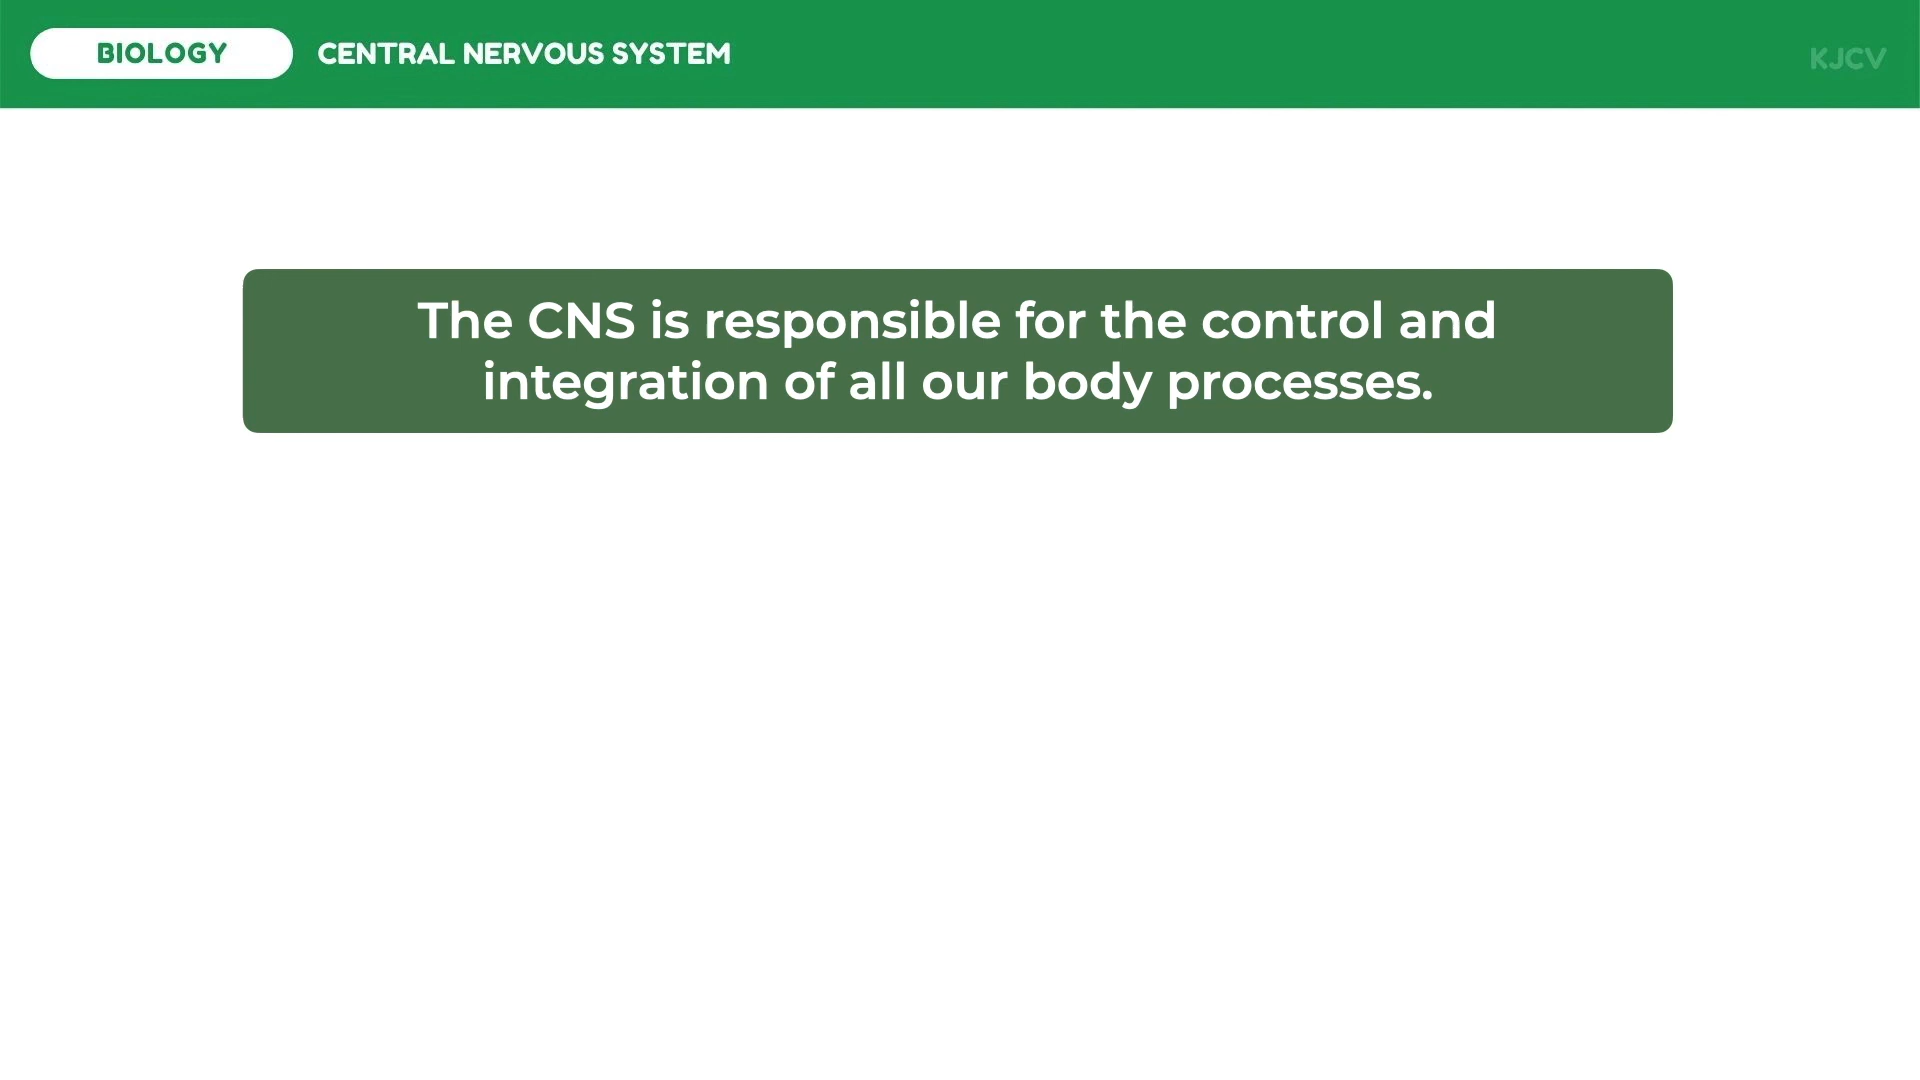 BIOLOGY CENTRAL NERVOUS SYSTEM
KJCV
The CNS is responsible for the control and
integration of all our body processes.